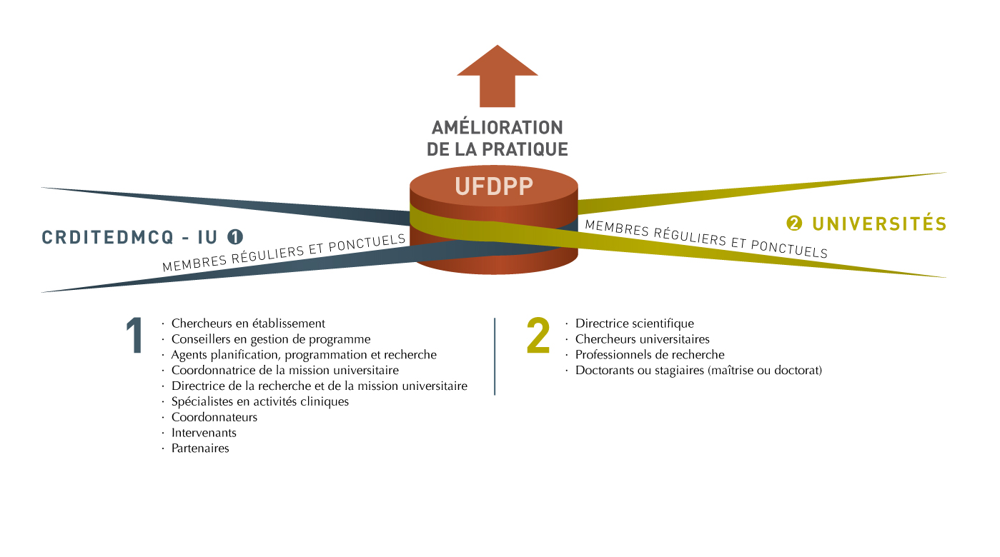 AMÉLIORATION
DE LA PRATIQUE
UFDPP
CRDITEDMCQ - IU 1
MEMBRES RÉGULIERS ET PONCTUELS
2 UNIVERSITÉS
MEMBRES RÉGULIERS ET PONCTUELS
1
· Chercheurs en établissement
· Conseillers en gestion de programme
· Agents planification, programmation et recherche
· Coordonnatrice de la mission universitaire
· Directrice de la recherche et de la mission universitaire
· Spécialistes en activités cliniques
· Coordonnateurs
· Intervenants
· Partenaires
2
· Directrice scientifique
· Chercheurs universitaires
· Professionnels de recherche
· Doctorants ou stagiaires (maîtrise ou doctorat)